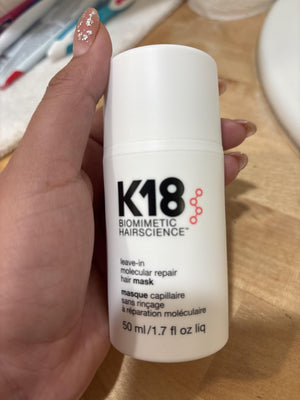 K18
BIOMIMETIC
HAIRSCIENCE™
leave-in
molecular repair
hair mask
masque capillaire
sans rinçage
à réparation moléculaire
50 ml/1.7 fl oz liq